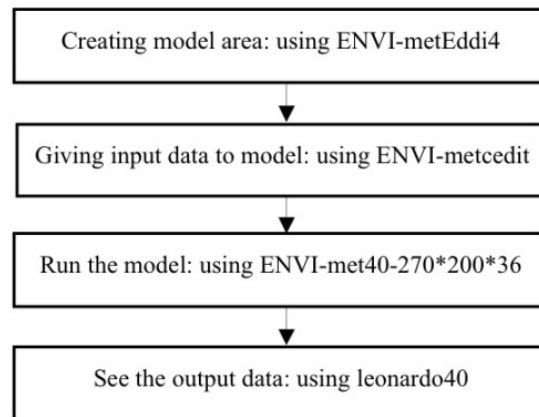 Creating model area: using ENVI-metEddi4
Giving input data to model: using ENVI-metcedit
Run the model: using ENVI-met40-270*200*36
See the output data: using leonardo40